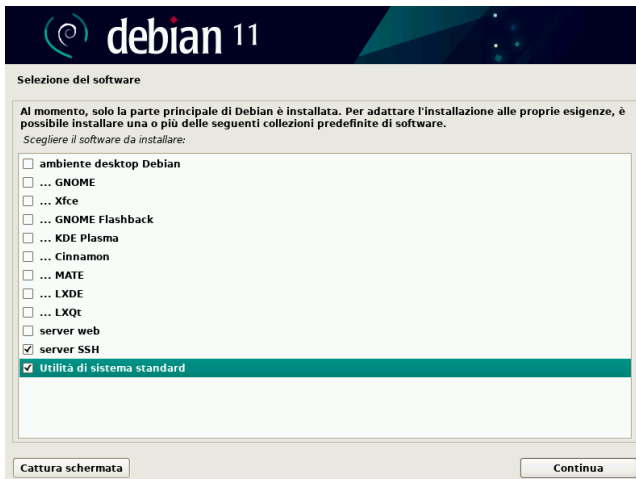 debian 11
Selezione del software
Al momento, solo la parte principale di Debian è installata. Per adattare l'installazione alle proprie esigenze, è
possibile installare una o più delle seguenti collezioni predefinite di software.
Scegliere il software da installare:
ambiente desktop Debian
... GNOME
... Xfce
... GNOME Flashback
... KDE Plasma
... Cinnamon
... MATE
... LXDE
... LXQt
server web
server SSH
Utilità di sistema standard
Cattura schermata
Continua